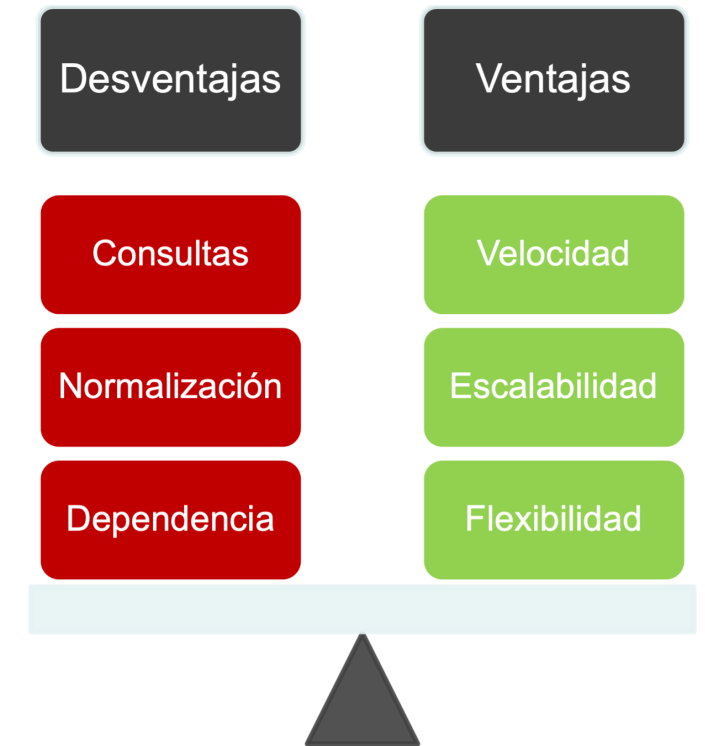 Desventajas
Consultas
Normalización
Dependencia
Ventajas
Velocidad
Escalabilidad
Flexibilidad